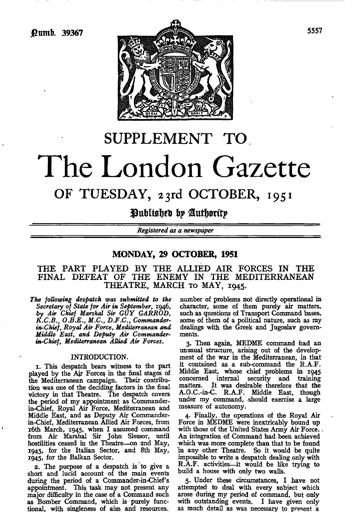 Numb. 39367
5557
SUPPLEMENT TO
The London Gazette
OF TUESDAY, 23rd OCTOBER, 1951
Published by Authority
Registered as a newspaper
MONDAY, 29 OCTOBER, 1951
THE PART PLAYED BY THE ALLIED AIR FORCES IN THE
FINAL DEFEAT OF THE ENEMY IN THE MEDITERRANEAN
THEATRE, MARCH TO MAY, 1945.
The following despatch was submitted to the
Secretary of State for Air in September, 1946,
by Air Chief Marshal Sir GUY GARROD,
K.C.B., O.B.E., M.C., D.F.C., Commander-
in-Chief, Royal Air Force, Mediterranean and
Middle East, and Deputy Air Commander-
in-Chief, Mediterranean Allied Air Forces.
INTRODUCTION.
1. This despatch bears witness to the part
played by the Air Forces in the final stages of
the Mediterranean campaign. Their contribu-
tion was one of the deciding factors in the final
victory in that Theatre. The despatch covers
the period of my appointment as Commander-
in-Chief, Royal Air Force, Mediterranean and
Middle East, and as Deputy Air Commander-
in-Chief, Mediterranean Allied Air Forces, from
16th March, 1945, when I assumed command
from Air Marshal Sir John Slessor, until
hostilities ceased in the Theatre—on 2nd May,
1945, for the Italian Sector, and 8th May,
1945, for the Balkan Sector.
2. The purpose of a despatch is to give a
short and lucid account of the main events
during the period of a Commander-in-Chief's
appointment. This task may not present any
major difficulty in the case of a Command such
as Bomber Command, which is purely func-
tional, with singleness of aim and resources.
number of problems not directly operational in
character, some of them purely air matters,
such as questions of Transport Command bases,
some of them of a political nature, such as my
dealings with the Greek and Jugoslav govern-
ments.
3. Then again, MEDME command had an
unusual structure, arising out of the develop-
ment of the war in the Mediterranean, in that
it contained as a sub-command the R.A.F.
Middle East, whose chief problems in 1945
concerned internal security and training
matters. It was desirable therefore that the
A.O.C.-in-C. R.A.F. Middle East, though
under my command, should exercise a large
measure of autonomy.
4. Finally, the operations of the Royal Air
Force in MEDME were inextricably bound up
with those of the United States Army Air Force.
An integration of Command had been achieved
which was more complete than that to be found
in any other Theatre. So it would be quite
impossible to write a despatch dealing only with
R.A.F. activities—it would be like trying to
build a house with only two walls.
5. Under these circumstances, I have not
attempted to deal with every subject which
arose during my period of command, but only
with outstanding events. I have given only
as much detail as was necessary to present a